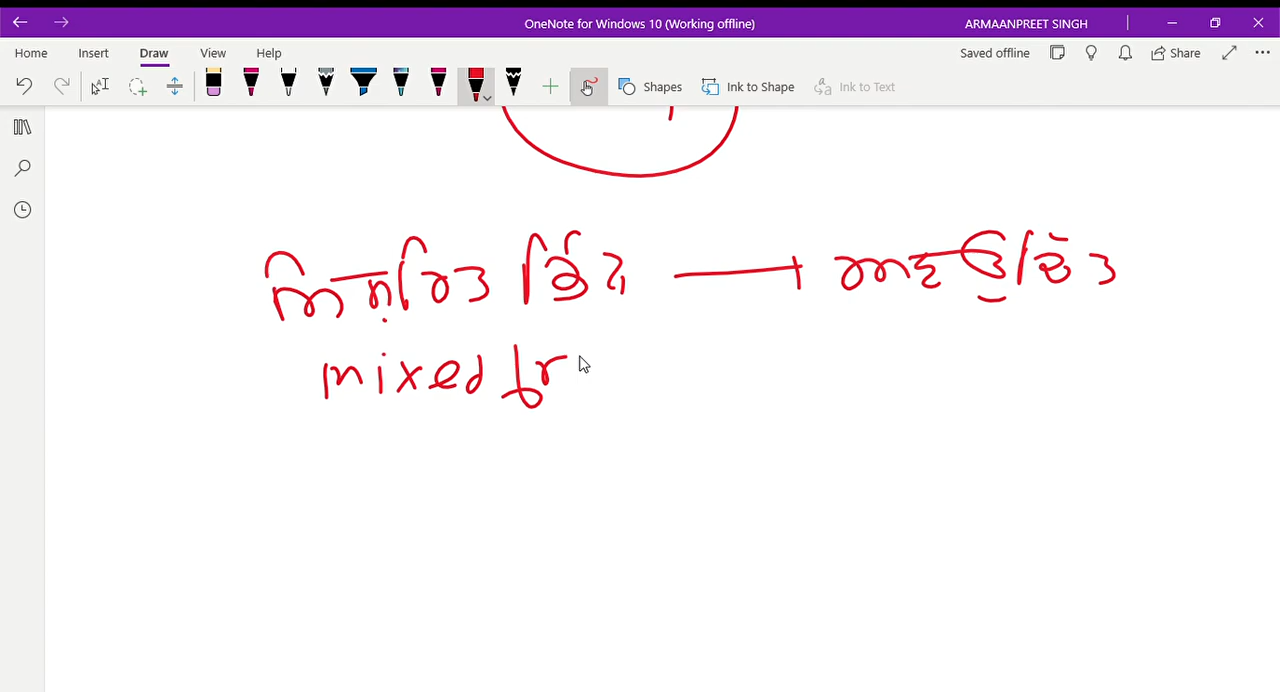 OneNote for Windows 10 (Working offline)
ARMAANPREET SINGH
Home Insert Draw View Help
Saved offline
Share
Shapes
Ink to Shape
Ink to Text
mixed fr